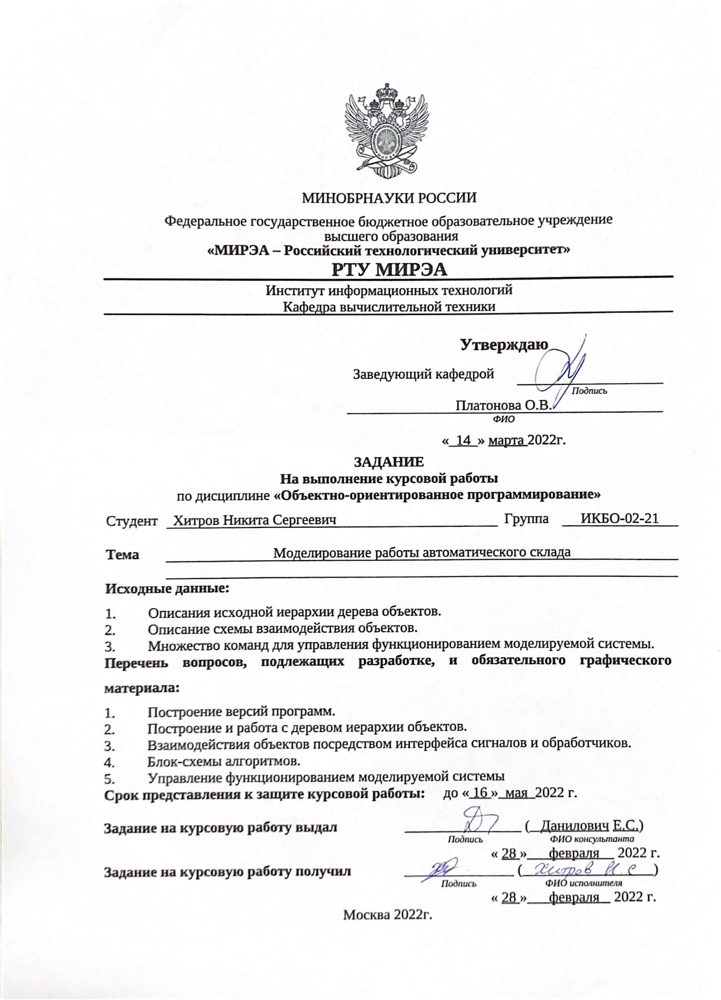 МИНОБРНАУКИ РОССИИ
Федеральное государственное бюджетное образовательное учреждение
высшего образования
«МИРЭА – Российский технологический университет»
РТУ МИРЭА
Институт информационных технологий
Кафедра вычислительной техники
Утверждаю
Заведующий кафедрой
Подпись
Платонова О.В.
ФИО
« 14 » марта 2022г.
ЗАДАНИЕ
На выполнение курсовой работы
по дисциплине «Объектно-ориентированное программирование»
Студент Хитров Никита Сергеевич Группа ИКБО-02-21
Тема Моделирование работы автоматического склада
Исходные данные:
1. Описания исходной иерархии дерева объектов.
2. Описание схемы взаимодействия объектов.
3. Множество команд для управления функционированием моделируемой системы.
Перечень вопросов, подлежащих разработке, и обязательного графического
материала:
1. Построение версий программ.
2. Построение и работа с деревом иерархии объектов.
3. Взаимодействия объектов посредством интерфейса сигналов и обработчиков.
4. Блок-схемы алгоритмов.
5. Управление функционированием моделируемой системы
Срок представления к защите курсовой работы: до « 16 » мая 2022 г.
Задание на курсовую работу выдал ( Данилович Е.С.)
Подпись ФИО консультанта
« 28 » февраля 2022 г.
Задание на курсовую работу получил ( Хитров Н.С )
Подпись ФИО исполнителя
« 28 » февраля 2022 г.
Москва 2022г.